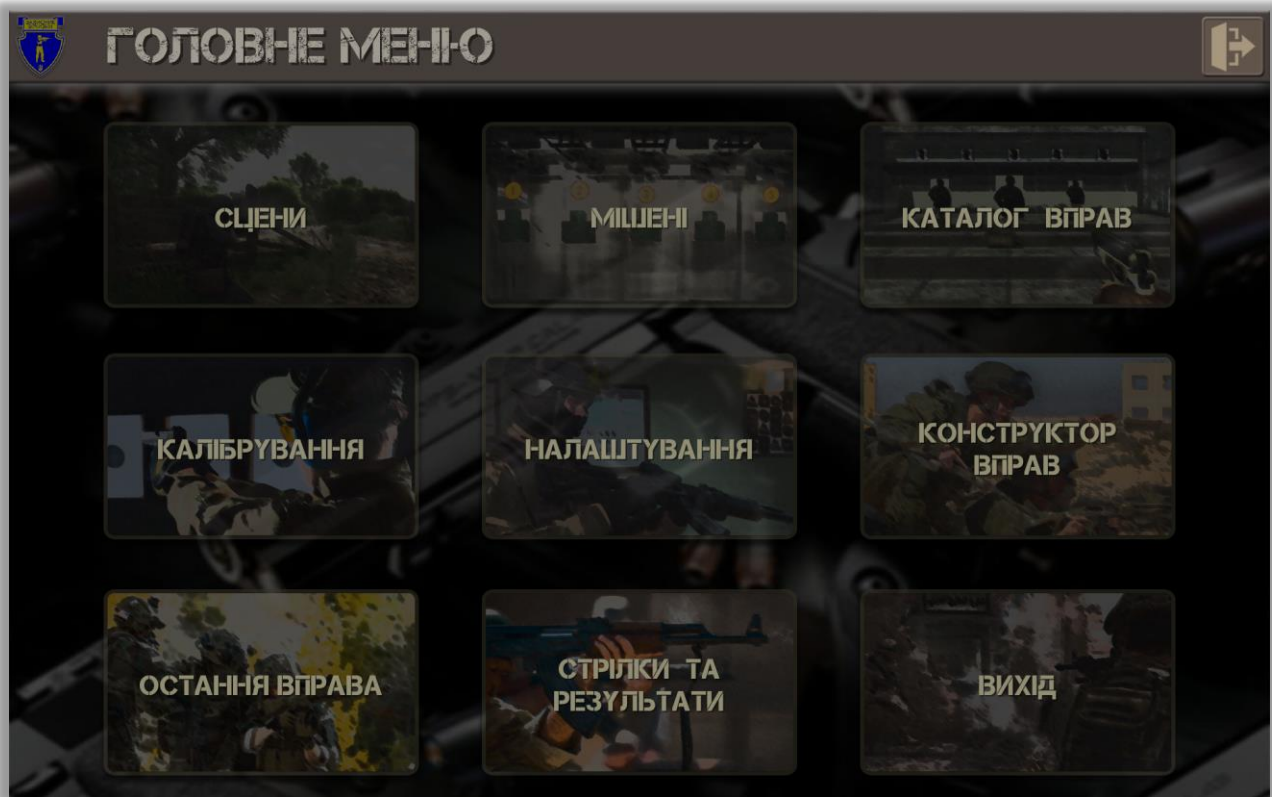 ГОЛОВНЕ МЕНЮ
СЦЕНИ
МІШЕНІ
КАТАЛОГ ВПРАВ
КАЛІБРУВАННЯ
НАЛАШТУВАННЯ
КОНСТРУКТОР
ВПРАВ
ОСТАННЯ ВПРАВА
СТРІЛКИ ТА
РЕЗУЛЬТАТИ
ВИХІД